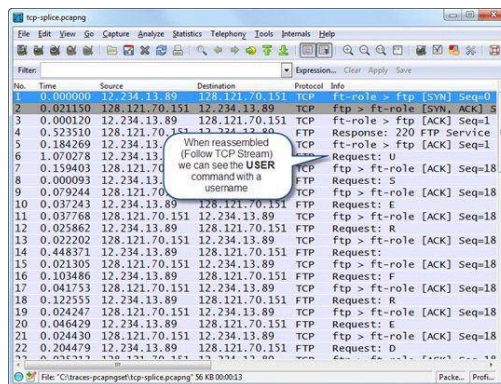 tcp-splice.pcapng
File Edit View Go Capture Analyze Statistics Telephony Tools Internals Help
Filter: Expression... Clear Apply Save
No. Time Source Destination Protocol Info
1 0.000000 12.234.13.89 128.121.70.151 TCP ft-role > ftp [SYN] Seq=0
2 0.021150 128.121.70.151 12.234.13.89 TCP ftp > ft-role [SYN, ACK] S
3 0.000120 12.234.13.89 128.121.70.151 TCP ft-role > ftp [ACK] Seq=1
4 0.523510 128.121.70.151 12.234.13.89 FTP Response: 220 FTP Service
5 0.184269 12.234.13 TCP ft-role > ftp [ACK] Seq=1
6 1.070278 12.234.13 FTP Request: U
7 0.159403 128.121.70 TCP ftp > ft-role [ACK] Seq=18
8 0.000093 12.234.13 FTP Request: S
9 0.079244 128.121.70 TCP ftp > ft-role [ACK] Seq=18
When reassembled
(Follow TCP Stream)
we can see the USER
command with a
username
10 0.037243 12.234.13.89 128.121.70.151 FTP Request: E
11 0.037768 128.121.70.151 12.234.13.89 TCP ftp > ft-role [ACK] Seq=18
12 0.025862 12.234.13.89 128.121.70.151 FTP Request: R
13 0.022202 128.121.70.151 12.234.13.89 TCP ftp > ft-role [ACK] Seq=18
14 0.448371 12.234.13.89 128.121.70.151 FTP Request:
15 0.021305 128.121.70.151 12.234.13.89 TCP ftp > ft-role [ACK] Seq=18
16 0.103486 12.234.13.89 128.121.70.151 FTP Request: F
17 0.041753 128.121.70.151 12.234.13.89 TCP ftp > ft-role [ACK] Seq=18
18 0.122555 12.234.13.89 128.121.70.151 FTP Request: R
19 0.024247 128.121.70.151 12.234.13.89 TCP ftp > ft-role [ACK] Seq=18
20 0.046429 12.234.13.89 128.121.70.151 FTP Request: E
21 0.024430 128.121.70.151 12.234.13.89 TCP ftp > ft-role [ACK] Seq=18
22 0.204479 12.234.13.89 128.121.70.151 FTP Request: D
File: "C:\traces-pcapngset\tcp-splice.pcapng" 56 KB 00:00:13 Packe... Profi...